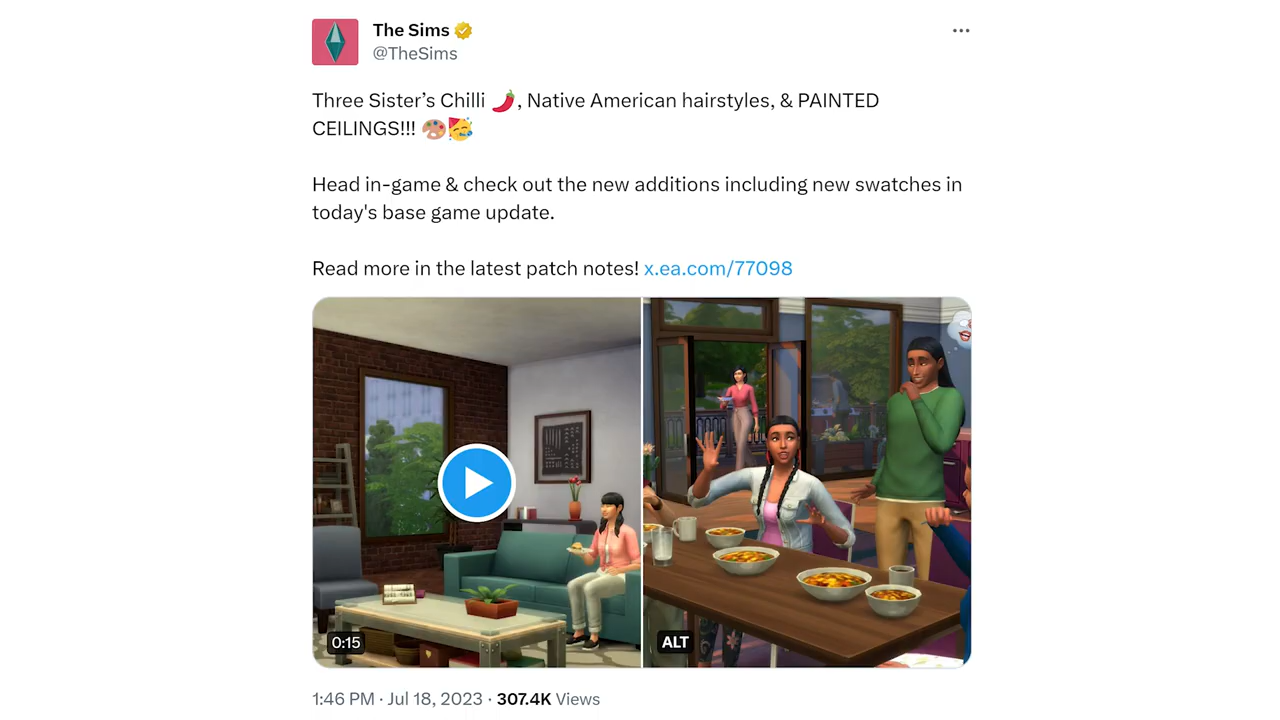 The Sims
@TheSims
Three Sister’s Chilli 🌶️, Native American hairstyles, & PAINTED
CEILINGS!!! 🎨🥳
Head in-game & check out the new additions including new swatches in
today's base game update.
Read more in the latest patch notes! x.ea.com/77098
0:15
ALT
1:46 PM · Jul 18, 2023 · 307.4K Views